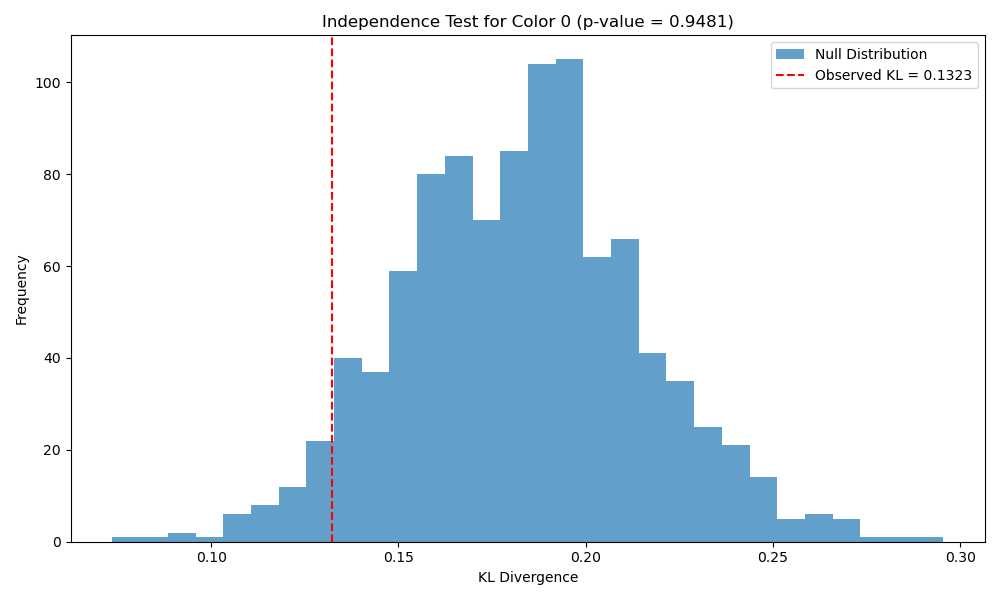 Independence Test for Color 0 (p-value = 0.9481)
Null Distribution
Observed KL = 0.1323
Frequency
100
80
60
40
20
0
0.10 0.15 0.20 0.25 0.30
KL Divergence